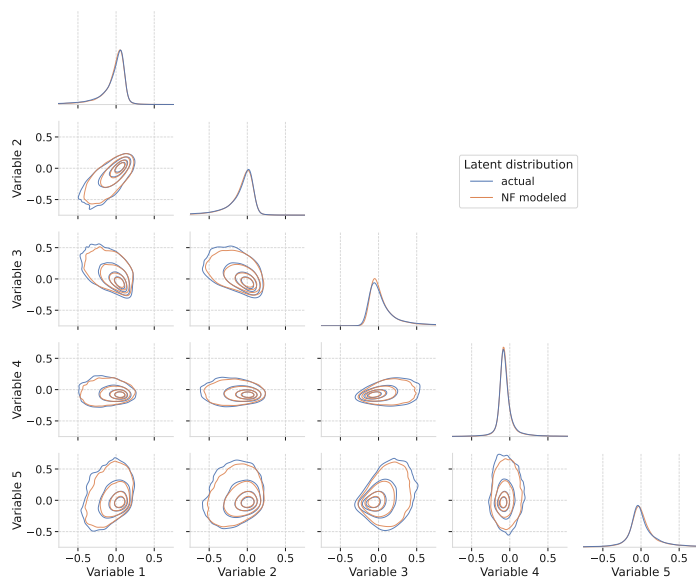 Variable 2
0.5
0.0
−0.5
Latent distribution
actual
NF modeled
Variable 3
0.5
0.0
−0.5
Variable 4
0.5
0.0
−0.5
Variable 5
0.5
0.0
−0.5
−0.5 0.0 0.5 −0.5 0.0 0.5 −0.5 0.0 0.5 −0.5 0.0 0.5 −0.5 0.0 0.5
Variable 1 Variable 2 Variable 3 Variable 4 Variable 5